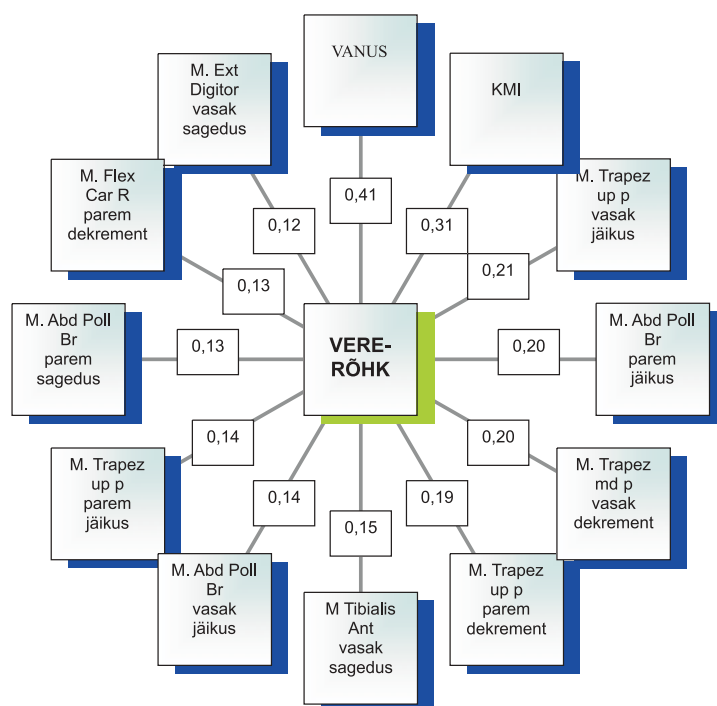 VANUS
M. Ext
Digitor
vasak
sagedus
KMI
M. Flex
Car R
parem
dekrement
M. Trapez
up p
vasak
jäikus
0,41
0,12
0,31
0,21
0,13
M. Abd Poll
Br
parem
sagedus
0,13
VERE-
RÕHK
0,20
M. Abd Poll
Br
parem
jäikus
0,14
0,20
M. Trapez
up p
parem
jäikus
M. Trapez
md p
vasak
dekrement
0,14
0,19
0,15
M. Abd Poll
Br
vasak
jäikus
M. Trapez
up p
parem
dekrement
M Tibialis
Ant
vasak
sagedus